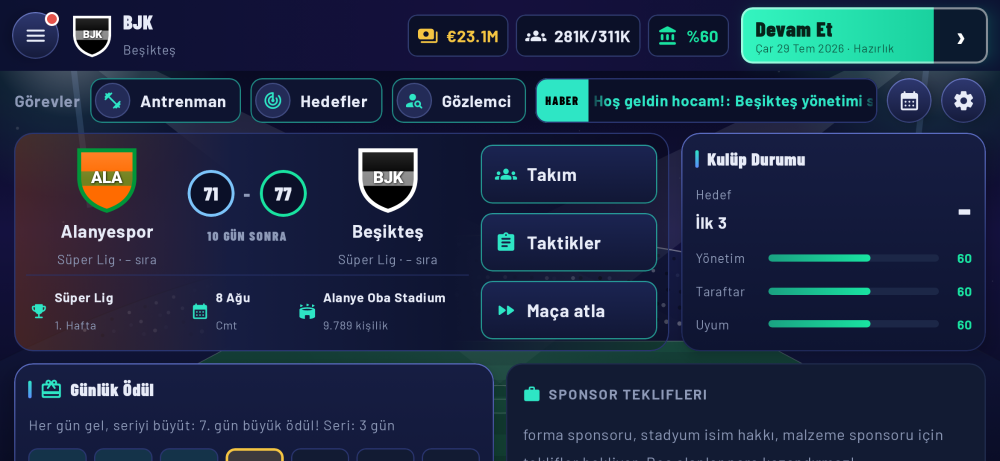 BJK
BJK
Beşikteş
€23.1M
281K/311K
%60
Devam Et
Çar 29 Tem 2026 · Hazırlık
Görevler
Antrenman
Hedefler
Gözlemci
HABER
Hoş geldin hocam!: Beşikteş yönetimi s
ALA
Alanyespor
Süper Lig · – sıra
71 - 77
10 GÜN SONRA
BJK
Beşikteş
Süper Lig · – sıra
Süper Lig
1. Hafta
8 Ağu
Cmt
Alanye Oba Stadium
9.789 kişilik
Takım
Taktikler
Maça atla
Kulüp Durumu
Hedef
İlk 3
–
Yönetim 60
Taraftar 60
Uyum 60
Günlük Ödül
Her gün gel, seriyi büyüt: 7. gün büyük ödül! Seri: 3 gün
SPONSOR TEKLIFLERI
forma sponsoru, stadyum isim hakkı, malzeme sponsoru için